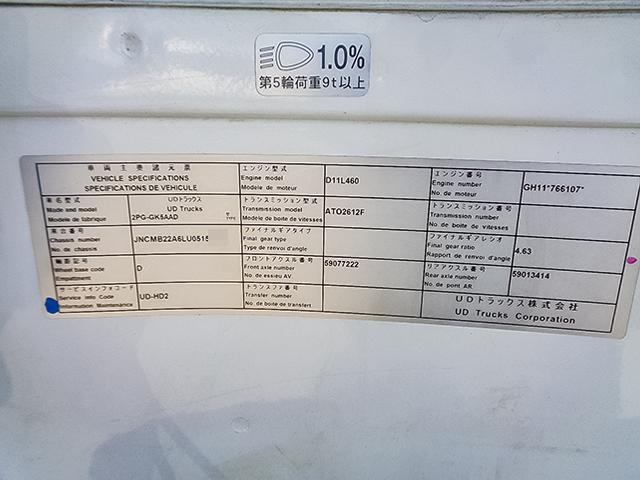 1.0%
第5輪荷重9t以上
車両主要諸元票
VEHICLE SPECIFICATIONS
SPECIFICATIONS DE VEHICULE
エンジン型式
Engine model
Modele de moteur
D11L460
エンジン番号
Engine number
No. de moteur
GH11*766107*
車名型式
Made and model
Modele de fabrique
UDトラックス
UD Trucks
2PG-GK5AAD
トランスミッション型式
Transmission model
Modele de boite de vitesses
ATO2612F
トランスミッション番号
Transmission number
No. de boite de vitesses
車台番号
Chassis number
No. de chassis
JNCMB22A6LU0515
ファイナルギアタイプ
Final gear type
Type de renvoi d'angle
ファイナルギアレシオ
Final gear ratio
Rapport de renvoi d'angle
4.63
軸距記号
Wheel base code
Empattment
D
フロントアクスル番号
Front axle number
No. de essieu AV.
59077222
リアアクスル番号
Rear axle number
No. de pont AR.
59013414
サービスインフォコード
Service info Code
Information Maintenance
UD-HD2
トランスファ番号
Transfer number
No. de boite de transfert
UDトラックス株式会社
UD Trucks Corporation